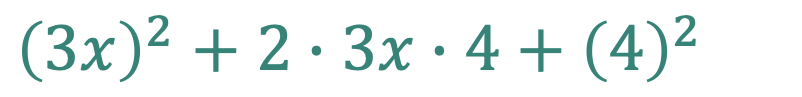 (3x)² + 2 · 3x · 4 + (4)²